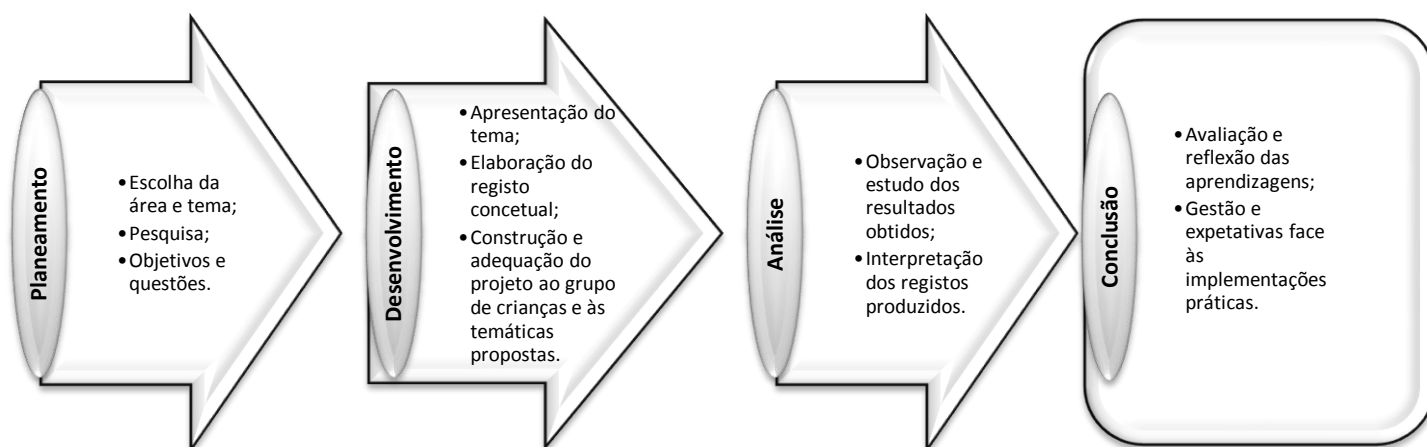 Planeamento
•Escolha da
área e tema;
•Pesquisa;
•Objetivos e
questões.
Desenvolvimento
•Apresentação do
tema;
•Elaboração do
registo
concetual;
•Construção e
adequação do
projeto ao grupo
de crianças e às
temáticas
propostas.
Análise
•Observação e
estudo dos
resultados
obtidos;
•Interpretação
dos registos
produzidos.
Conclusão
•Avaliação e
reflexão das
aprendizagens;
•Gestão e
expetativas face
às
implementações
práticas.